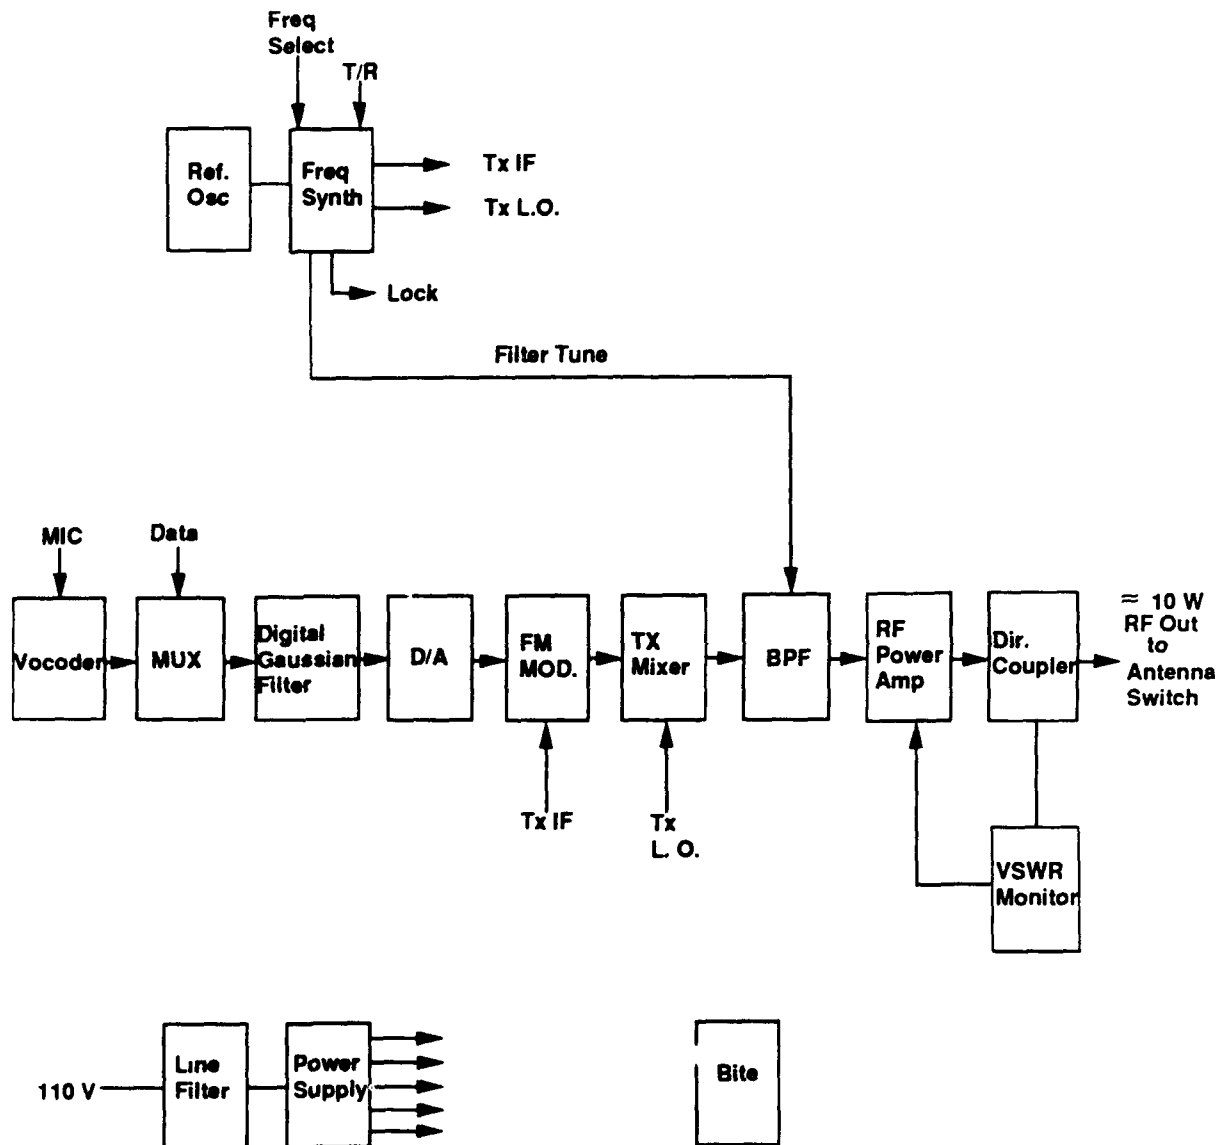 Freq
Select
T/R
Ref.
Osc
Freq
Synth
Tx IF
Tx L.O.
Lock
Filter Tune
MIC
Data
Vocoder
MUX
Digital
Gaussian
Filter
D/A
FM
MOD.
TX
Mixer
BPF
RF
Power
Amp
Dir.
Coupler
≈ 10 W
RF Out
to
Antenna
Switch
Tx IF
Tx
L. O.
VSWR
Monitor
110 V
Line
Filter
Power
Supply
Bite